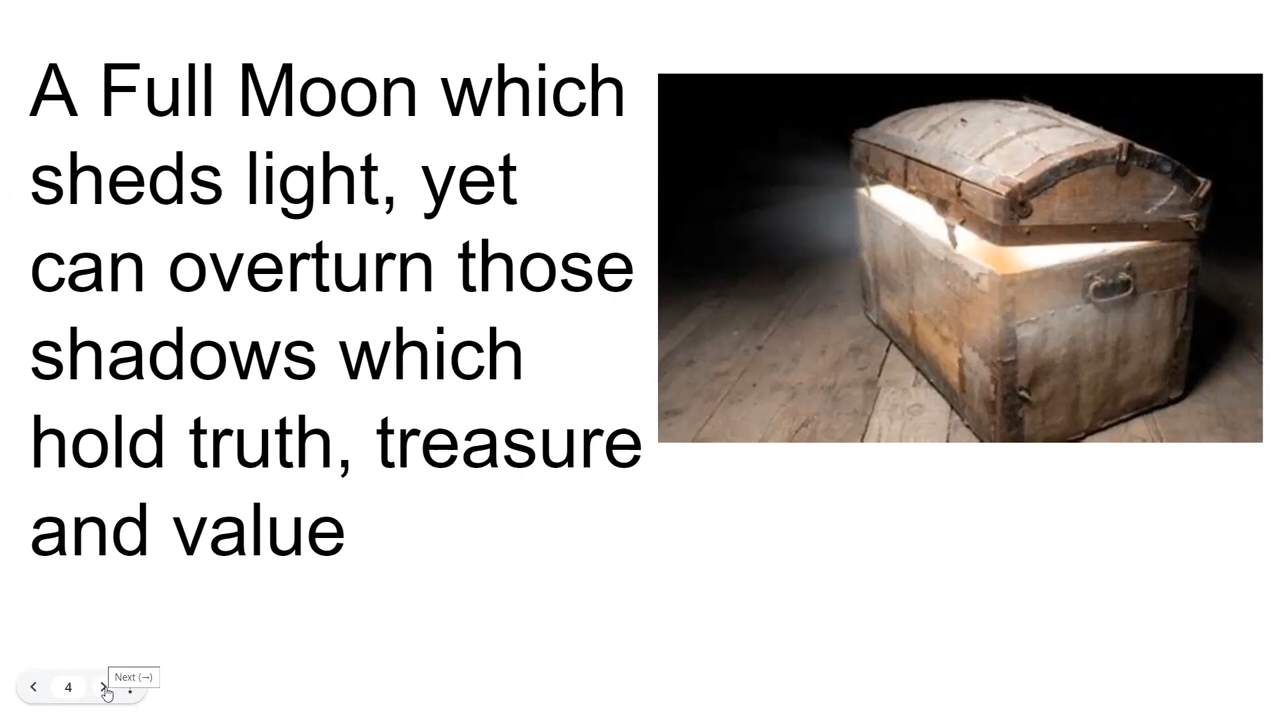 A Full Moon which
sheds light, yet
can overturn those
shadows which
hold truth, treasure
and value
4
Next (→)